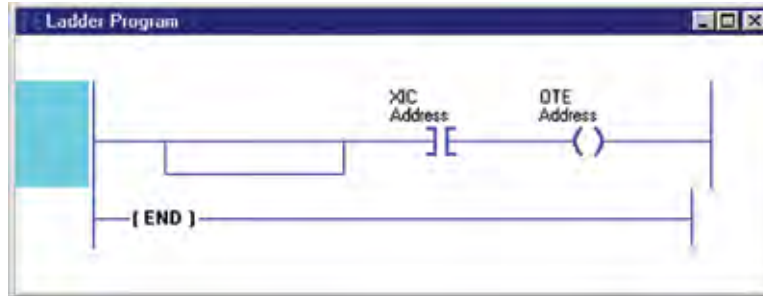 Ladder Program
XIC
Address
OTE
Address
( END )